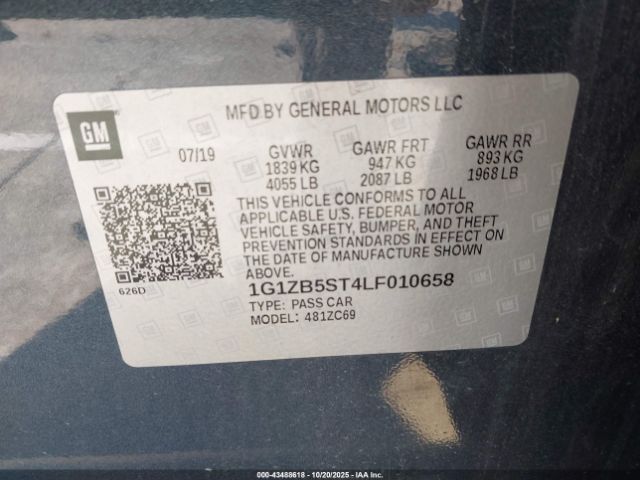 GM
MFD BY GENERAL MOTORS LLC
07/19 GVWR GAWR FRT GAWR RR
1839 KG 947 KG 893 KG
4055 LB 2087 LB 1968 LB
THIS VEHICLE CONFORMS TO ALL
APPLICABLE U.S. FEDERAL MOTOR
VEHICLE SAFETY, BUMPER, AND THEFT
PREVENTION STANDARDS IN EFFECT ON
THE DATE OF MANUFACTURE SHOWN
ABOVE.
626D
1G1ZB5ST4LF010658
TYPE: PASS CAR
MODEL: 481ZC69
000-43488618 - 10/20/2025 - IAAI, Inc.